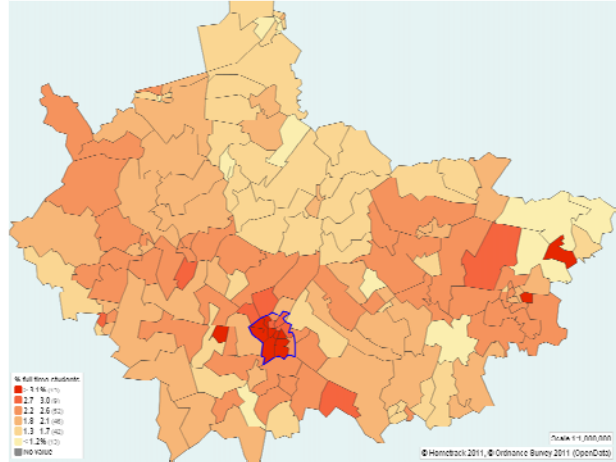 % full time students
> 3.1% (13)
2.7 3.0 (9)
2.2 2.6 (52)
1.8 2.1 (46)
1.3 1.7 (42)
< 1.2% (12)
No value
Scale 1:1,000,000
© Hometrack 2011, © Ordnance Survey 2011 (OpenData)